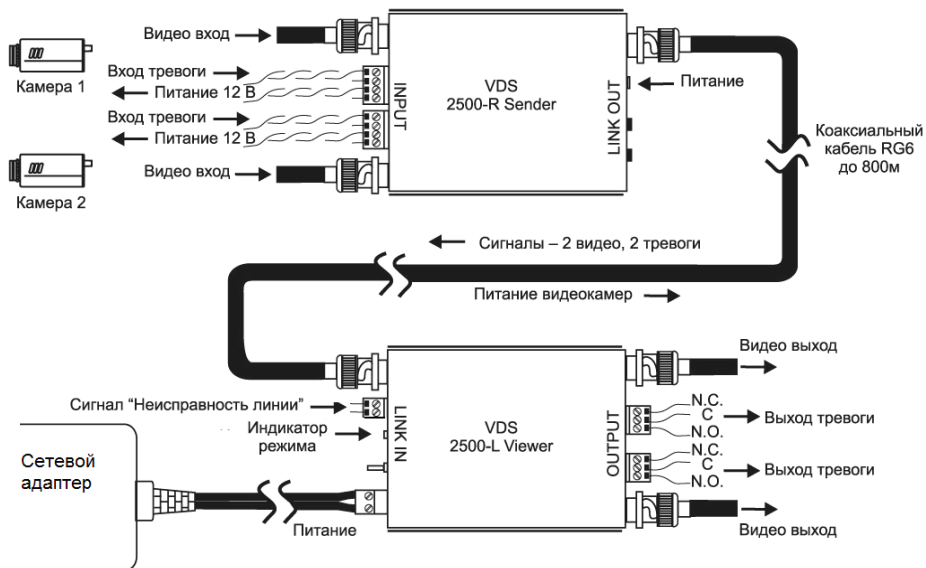 Видео вход
Камера 1
Вход тревоги
Питание 12 В
Вход тревоги
Питание 12 В
Видео вход
Камера 2
INPUT
VDS
2500-R Sender
LINK OUT
Питание
Коаксиальный
кабель RG6
до 800м
Сигналы – 2 видео, 2 тревоги
Питание видеокамер
Сигнал “Неисправность линии”
Индикатор
режима
Сетевой
адаптер
Питание
LINK IN
VDS
2500-L Viewer
OUTPUT
Видео выход
N.C.
C
N.O.
Выход тревоги
N.C.
C
N.O.
Выход тревоги
Видео выход